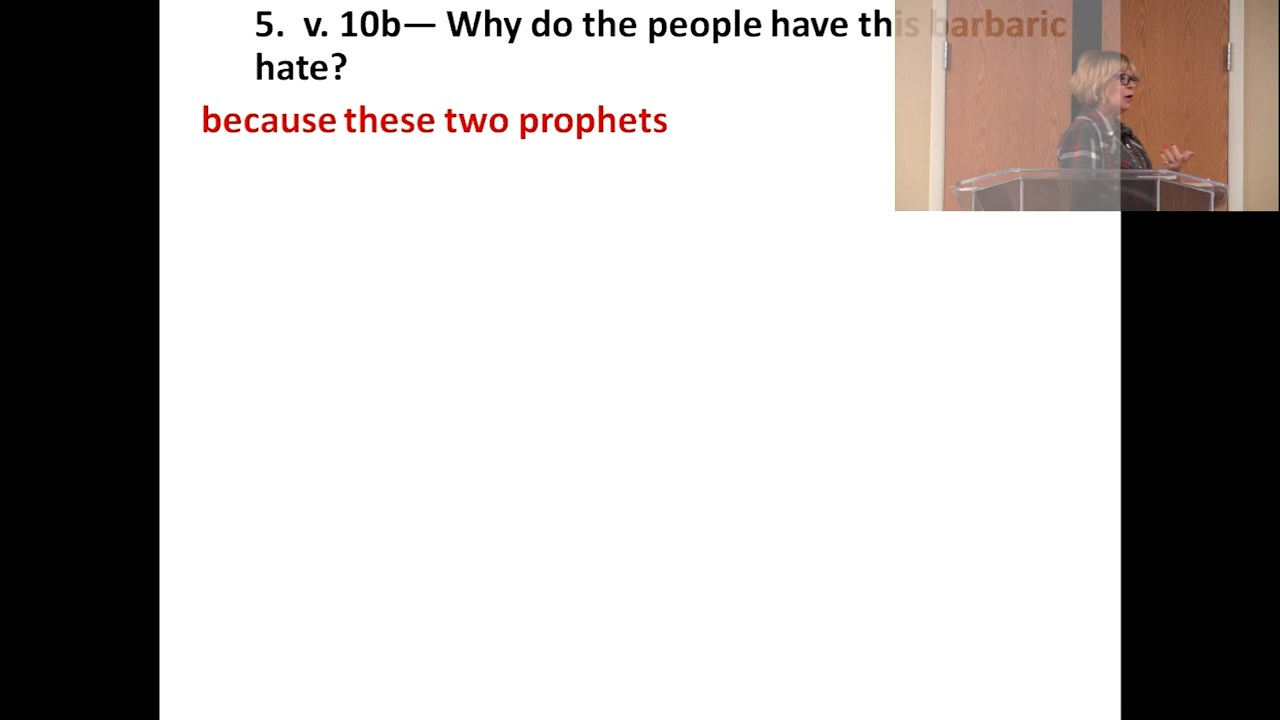 5. v. 10b— Why do the people have this barbaric
hate?
because these two prophets